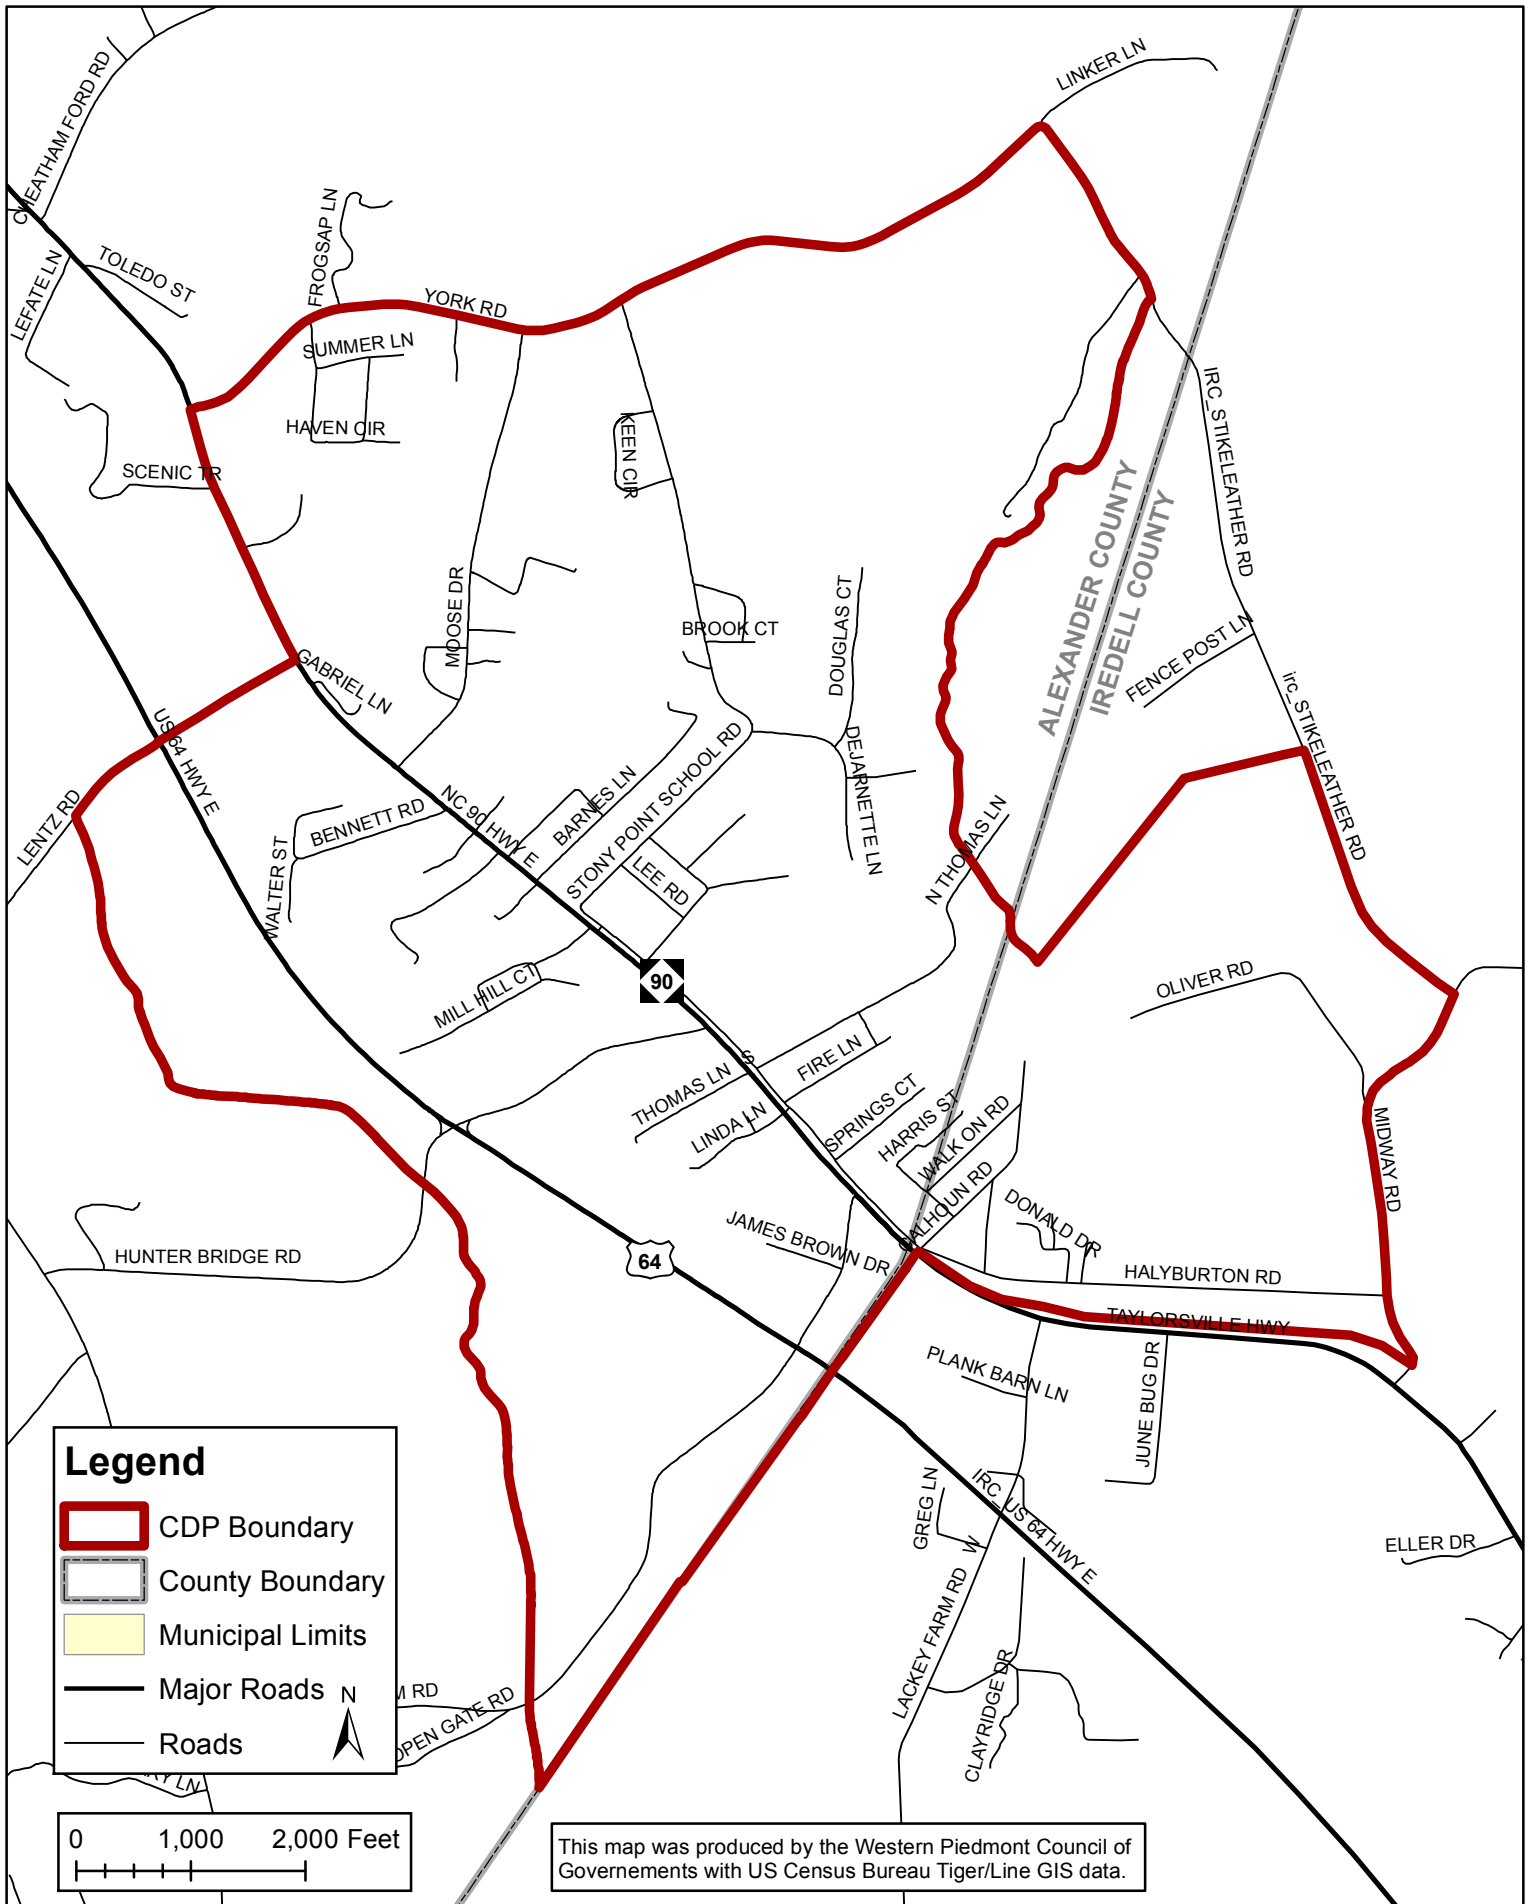 LINKER LN
CHEATHAM FORD RD
FROGSAP LN
TOLEDO ST
LEFATE LN
YORK RD
SUMMER LN
IRC_STIKELEATHER RD
HAVEN CIR
KEEN CIR
SCENIC TR
ALEXANDER COUNTY
IREDELL COUNTY
MOOSE DR
BROOK CT
DOUGLAS CT
FENCE POST LN
GABRIEL LN
irc_STIKELEATHER RD
US 64 HWY E
STONY POINT SCHOOL RD
DEJARNETTE LN
BARNES LN
NC 90 HWY E
LENTZ RD
BENNETT RD
N THOMAS LN
WALTER ST
LEE RD
90
MILL HILL CT
OLIVER RD
S
THOMAS LN
FIRE LN
LINDA LN
SPRINGS CT
HARRIS ST
WALK ON RD
MIDWAY RD
CALHOUN RD
DONALD DR
JAMES BROWN DR
HUNTER BRIDGE RD
64
HALYBURTON RD
TAYLORSVILLE HWY
PLANK BARN LN
JUNE BUG DR
GREG LN
IRC_US 64 HWY E
W
ELLER DR
LACKEY FARM RD
CLAYRIDGE DR
Legend
CDP Boundary
County Boundary
Municipal Limits
Major Roads
N
Roads
M RD
OPEN GATE RD
RY LN
0 1,000 2,000 Feet
This map was produced by the Western Piedmont Council of
Governements with US Census Bureau Tiger/Line GIS data.